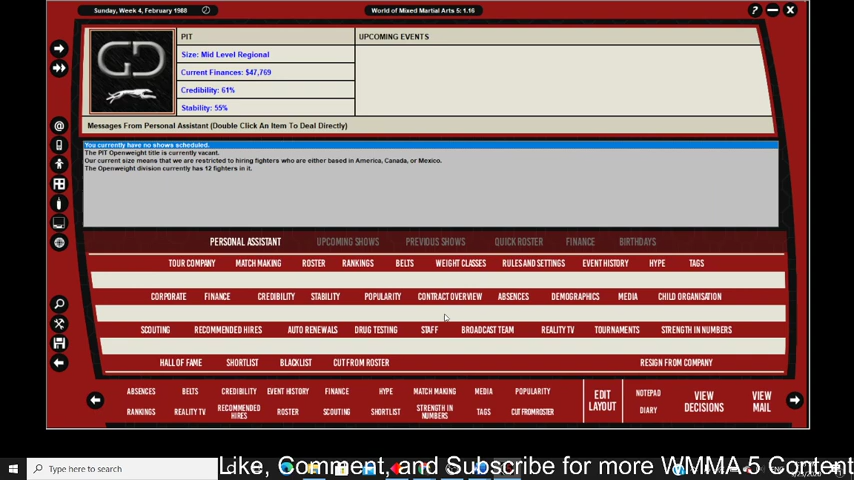 Sunday, Week 4, February 1988
World of Mixed Martial Arts 5: 1.16
PIT
UPCOMING EVENTS
Size: Mid Level Regional
Current Finances: $47,769
Credibility: 61%
Stability: 55%
Messages From Personal Assistant (Double Click An Item To Deal Directly)
You currently have no shows scheduled.
The PIT Openweight title is currently vacant.
Our current size means that we are restricted to hiring fighters who are either based in America, Canada, or Mexico.
The Openweight division currently has 12 fighters in it.
PERSONAL ASSISTANT UPCOMING SHOWS PREVIOUS SHOWS QUICK ROSTER FINANCE BIRTHDAYS
TOUR COMPANY MATCH MAKING ROSTER RANKINGS BELTS WEIGHT CLASSES RULES AND SETTINGS EVENT HISTORY HYPE TAGS
CORPORATE FINANCE CREDIBILITY STABILITY POPULARITY CONTRACT OVERVIEW ABSENCES DEMOGRAPHICS MEDIA CHILD ORGANISATION
SCOUTING RECOMMENDED HIRES AUTO RENEWALS DRUG TESTING STAFF BROADCAST TEAM REALITY TV TOURNAMENTS STRENGTH IN NUMBERS
HALL OF FAME SHORTLIST BLACKLIST CUT FROM ROSTER RESIGN FROM COMPANY
ABSENCES BELTS CREDIBILITY EVENT HISTORY FINANCE HYPE MATCH MAKING MEDIA POPULARITY
RANKINGS REALITY TV RECOMMENDED HIRES ROSTER SCOUTING SHORTLIST STRENGTH IN NUMBERS TAGS CUT FROM ROSTER
EDIT LAYOUT
NOTEPAD
DIARY
VIEW DECISIONS
VIEW MAIL
Type here to search
Like, Comment, and Subscribe for more WMMA 5 Content